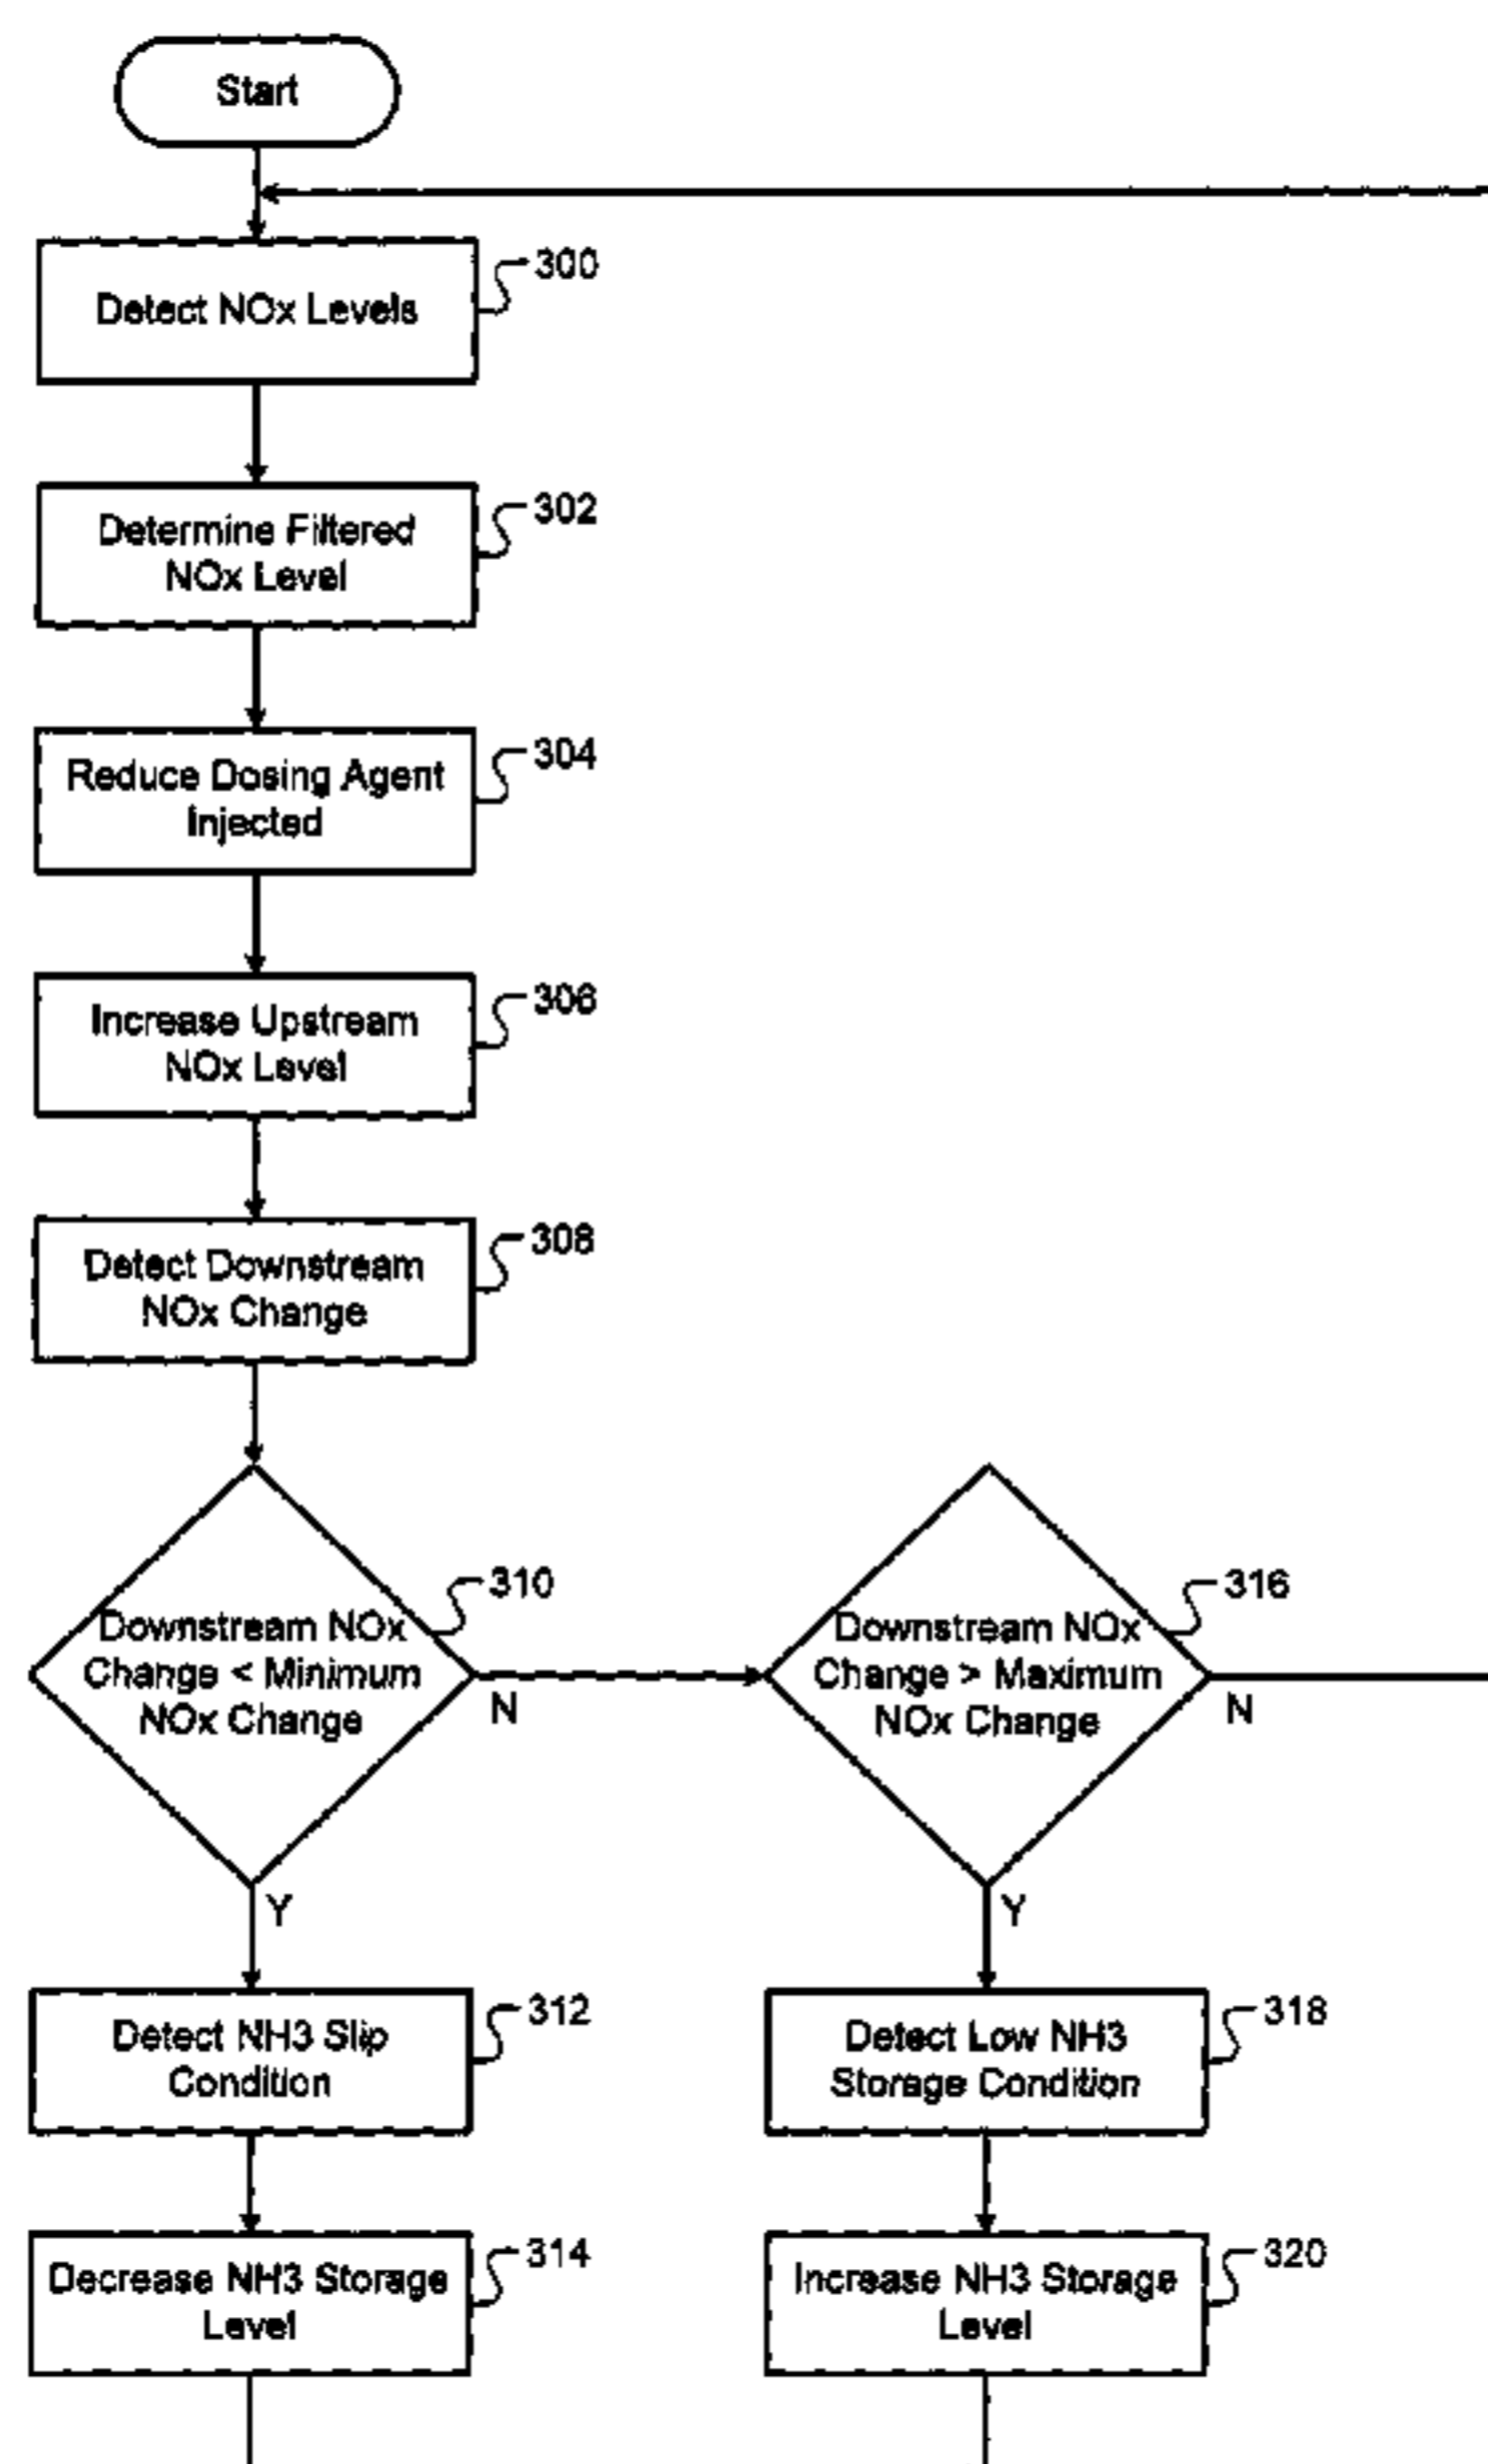 Start
300
Detect NOx Levels
302
Determine Filtered
NOx Level
304
Reduce Dosing Agent
Injected
306
Increase Upstream
NOx Level
308
Detect Downstream
NOx Change
310
Downstream NOx
Change < Minimum
NOx Change
N
Y
316
Downstream NOx
Change > Maximum
NOx Change
N
Y
312
Detect NH3 Slip
Condition
318
Detect Low NH3
Storage Condition
314
Decrease NH3 Storage
Level
320
Increase NH3 Storage
Level